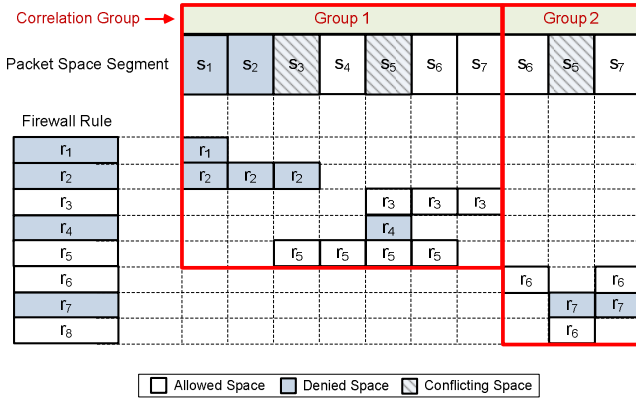 Correlation Group Group 1 Group 2
Packet Space Segment s1 s2 s3 s4 s5 s6 s7 s6 s5 s7
Firewall Rule
r1 r1
r2 r2 r2 r2
r3 r3 r3 r3
r4 r4
r5 r5 r5 r5 r5
r6 r6 r6
r7 r7 r7
r8 r6
Allowed Space Denied Space Conflicting Space